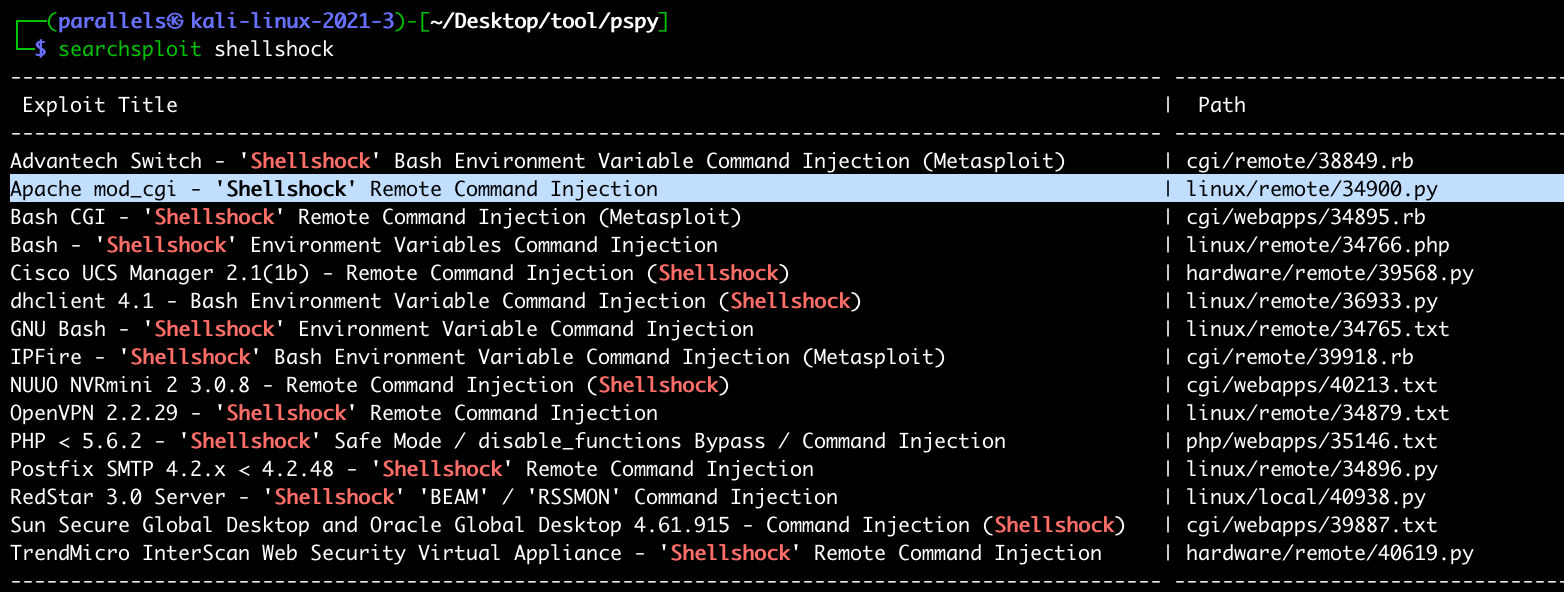 (parallels㉿kali-linux-2021-3)-[~/Desktop/tool/pspy]
$ searchsploit shellshock
Exploit Title | Path
Advantech Switch - 'Shellshock' Bash Environment Variable Command Injection (Metasploit) | cgi/remote/38849.rb
Apache mod_cgi - 'Shellshock' Remote Command Injection | linux/remote/34900.py
Bash CGI - 'Shellshock' Remote Command Injection (Metasploit) | cgi/webapps/34895.rb
Bash - 'Shellshock' Environment Variables Command Injection | linux/remote/34766.php
Cisco UCS Manager 2.1(1b) - Remote Command Injection (Shellshock) | hardware/remote/39568.py
dhclient 4.1 - Bash Environment Variable Command Injection (Shellshock) | linux/remote/36933.py
GNU Bash - 'Shellshock' Environment Variable Command Injection | linux/remote/34765.txt
IPFire - 'Shellshock' Bash Environment Variable Command Injection (Metasploit) | cgi/remote/39918.rb
NUUO NVRmini 2 3.0.8 - Remote Command Injection (Shellshock) | cgi/webapps/40213.txt
OpenVPN 2.2.29 - 'Shellshock' Remote Command Injection | linux/remote/34879.txt
PHP < 5.6.2 - 'Shellshock' Safe Mode / disable_functions Bypass / Command Injection | php/webapps/35146.txt
Postfix SMTP 4.2.x < 4.2.48 - 'Shellshock' Remote Command Injection | linux/remote/34896.py
RedStar 3.0 Server - 'Shellshock' 'BEAM' / 'RSSMON' Command Injection | linux/local/40938.py
Sun Secure Global Desktop and Oracle Global Desktop 4.61.915 - Command Injection (Shellshock) | cgi/webapps/39887.txt
TrendMicro InterScan Web Security Virtual Appliance - 'Shellshock' Remote Command Injection | hardware/remote/40619.py